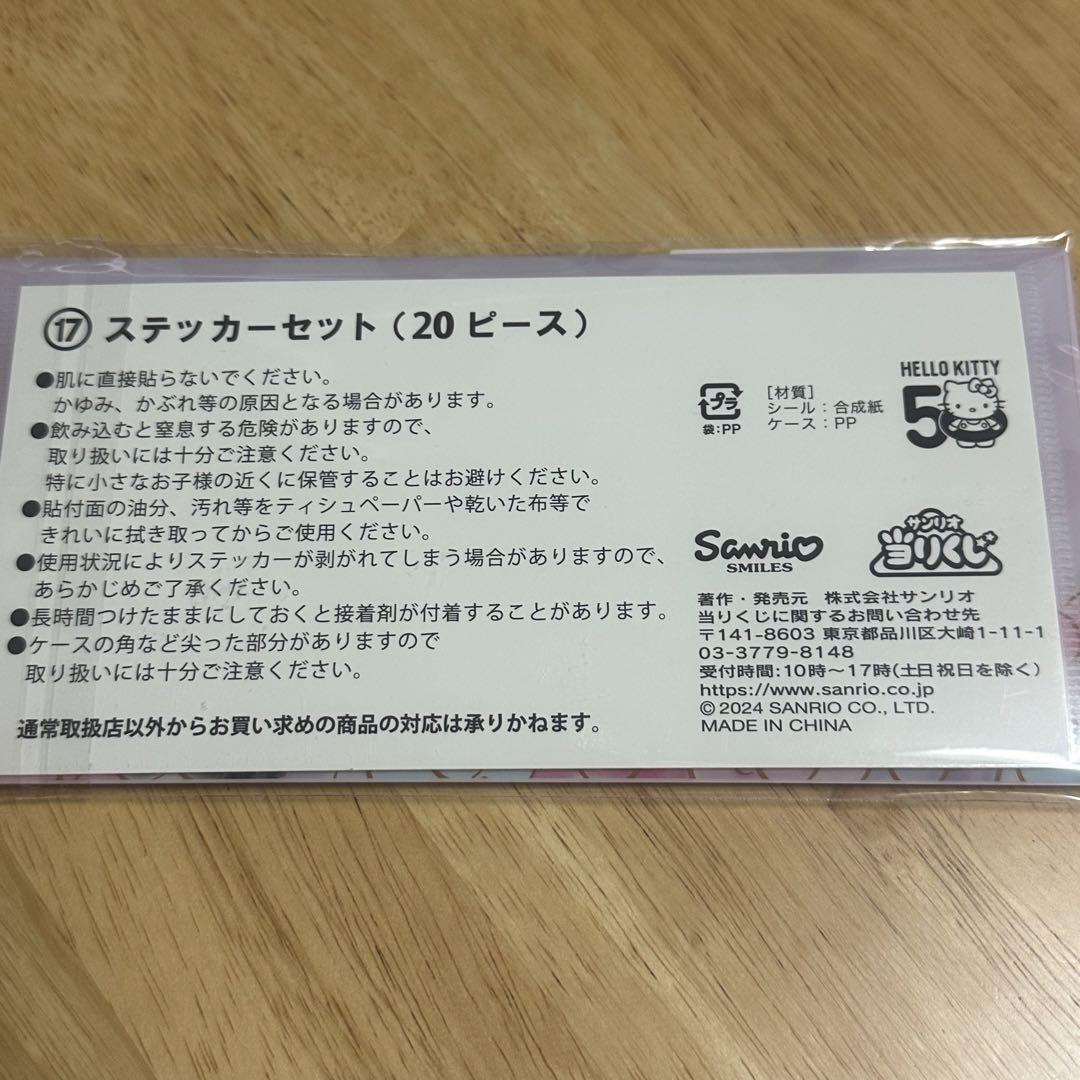 ⑰ ステッカーセット（20 ピース）
●肌に直接貼らないでください。
かゆみ、かぶれ等の原因となる場合があります。
●飲み込むと窒息する危険がありますので、
取り扱いには十分ご注意ください。
特に小さなお子様の近くに保管することはお避けください。
●貼付面の油分、汚れ等をティシュペーパーや乾いた布等で
きれいに拭き取ってからご使用ください。
●使用状況によりステッカーが剥がれてしまう場合がありますので、
あらかじめご了承ください。
●長時間つけたままにしておくと接着剤が付着することがあります。
●ケースの角など尖った部分がありますので
取り扱いには十分ご注意ください。
通常取扱店以外からお買い求めの商品の対応は承りかねます。
プラ
袋：PP
［材質］
シール：合成紙
ケース：PP
HELLO KITTY
50
Sanrio
SMILES
サンリオ
当りくじ
著作・発売元　株式会社サンリオ
当りくじに関するお問い合わせ先
〒141-8603 東京都品川区大崎1-11-1
03-3779-8148
受付時間：10時〜17時（土日祝日を除く）
https://www.sanrio.co.jp
© 2024 SANRIO CO., LTD.
MADE IN CHINA